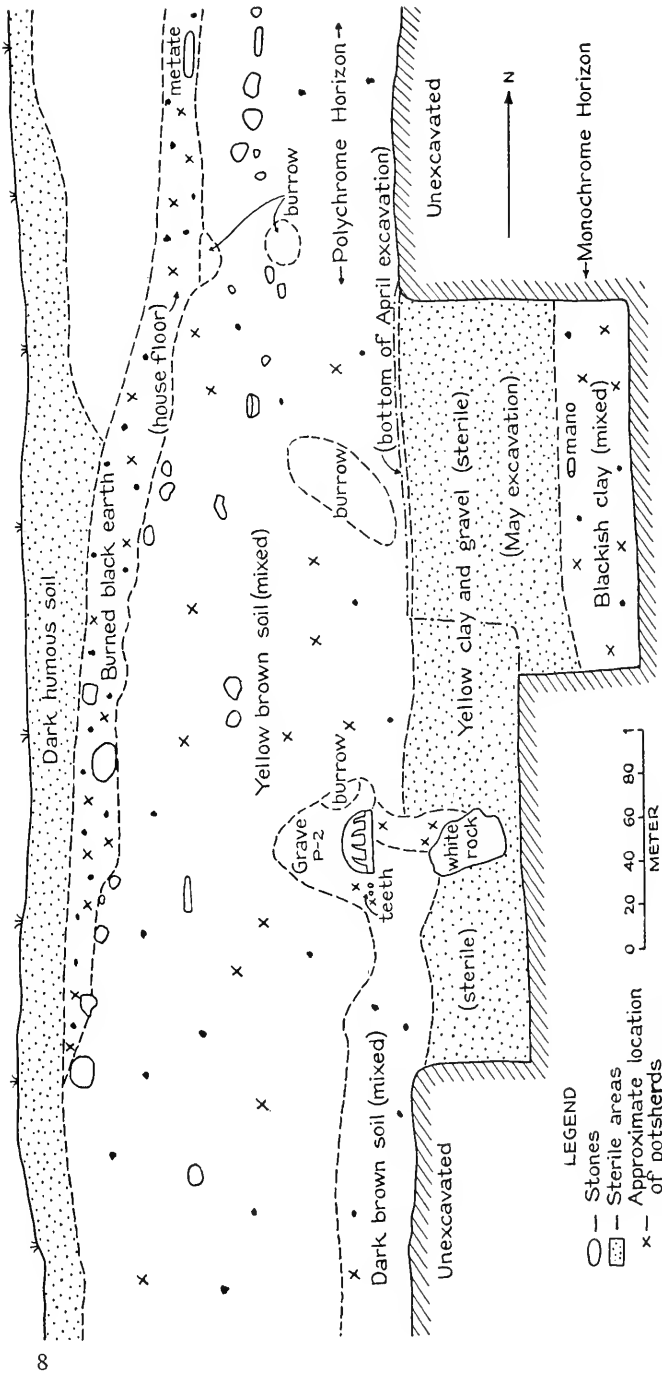 8
Dark humous soil
Burned black earth
metate
(house floor)
burrow
Yellow brown soil (mixed)
←Polychrome Horizon→
burrow
(bottom of April excavation)
Grave
P-2
burrow
teeth
white
rock
Dark brown soil (mixed)
Unexcavated
(sterile)
Yellow clay and gravel (sterile)
(May excavation)
Unexcavated
N
mano
Blackish clay (mixed)
←Monochrome Horizon
0 20 40 60 80 1
METER
LEGEND
– Stones
– Sterile areas
x – Approximate location
of potsherds